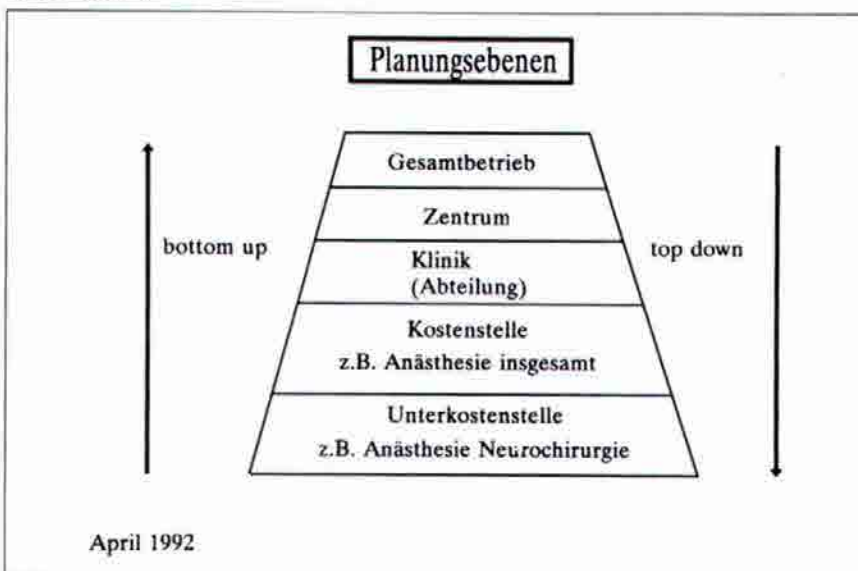 Planungsebenen
Gesamtbetrieb
Zentrum
bottom up
top down
Klinik
(Abteilung)
Kostenstelle
z.B. Anästhesie insgesamt
Unterkostenstelle
z.B. Anästhesie Neurochirurgie
April 1992